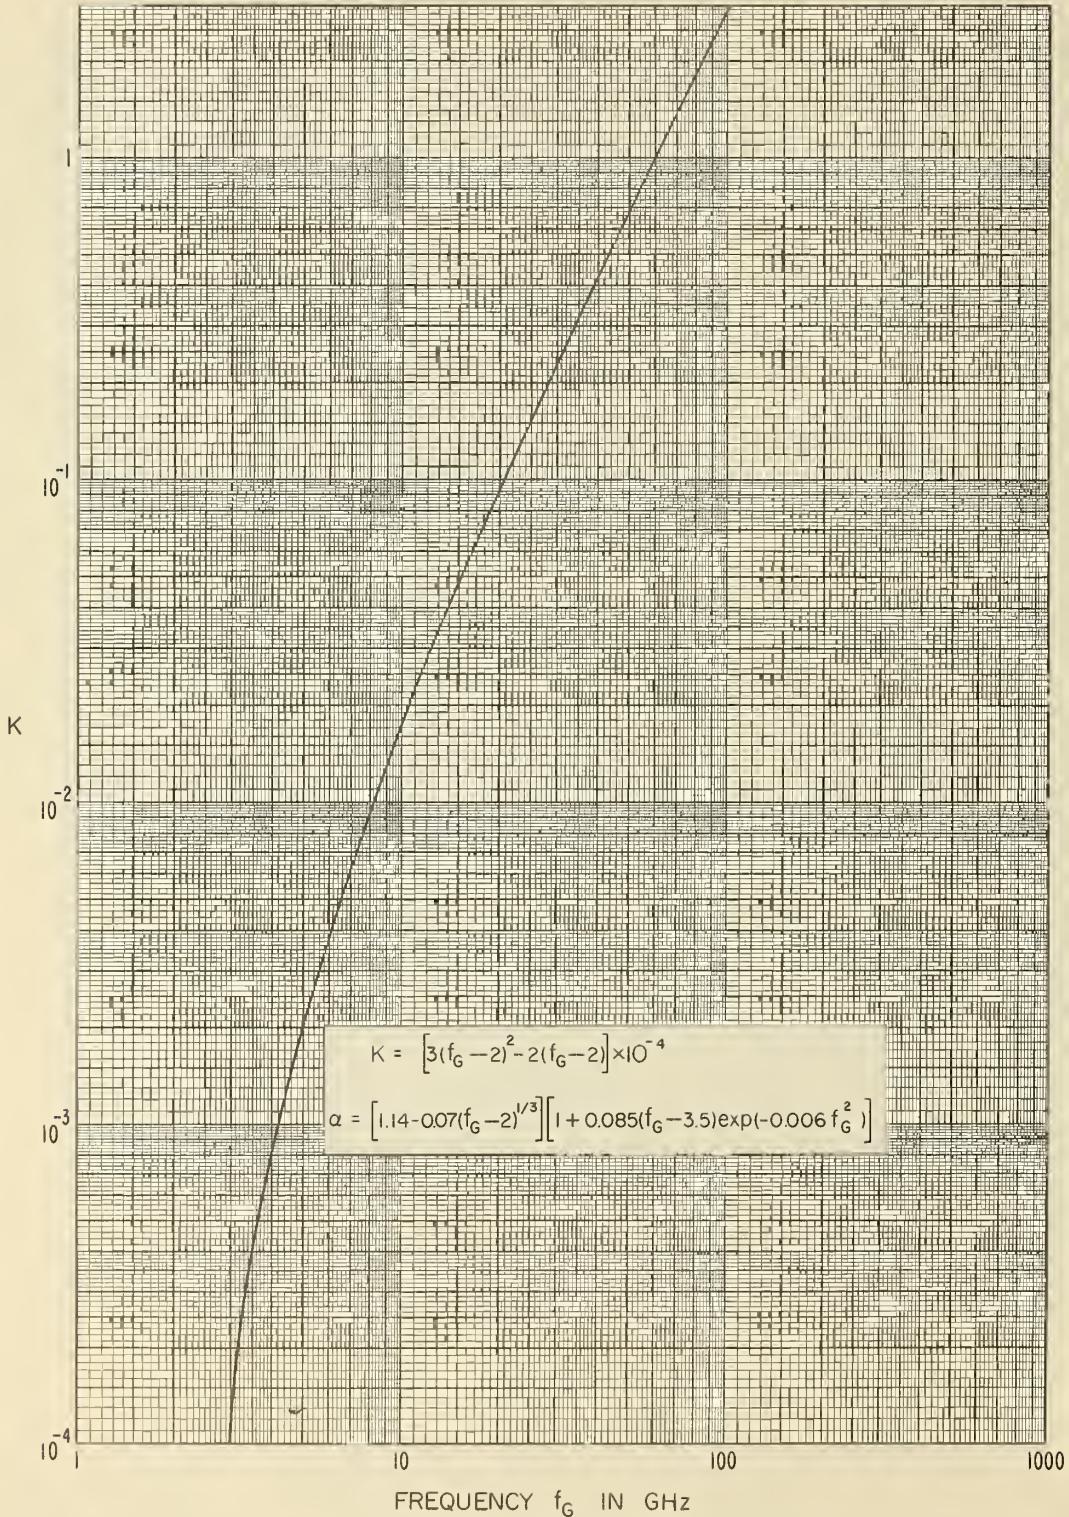 1
10⁻¹
10⁻²
10⁻³
10⁻⁴
K
K = [3(f_G −2)² - 2(f_G −2)] ×10⁻⁴
α = [1.14-0.07(f_G −2)^1/3][1 + 0.085(f_G −3.5)exp(-0.006 f_G²)]
1 10 100 1000
FREQUENCY f_G IN GHz